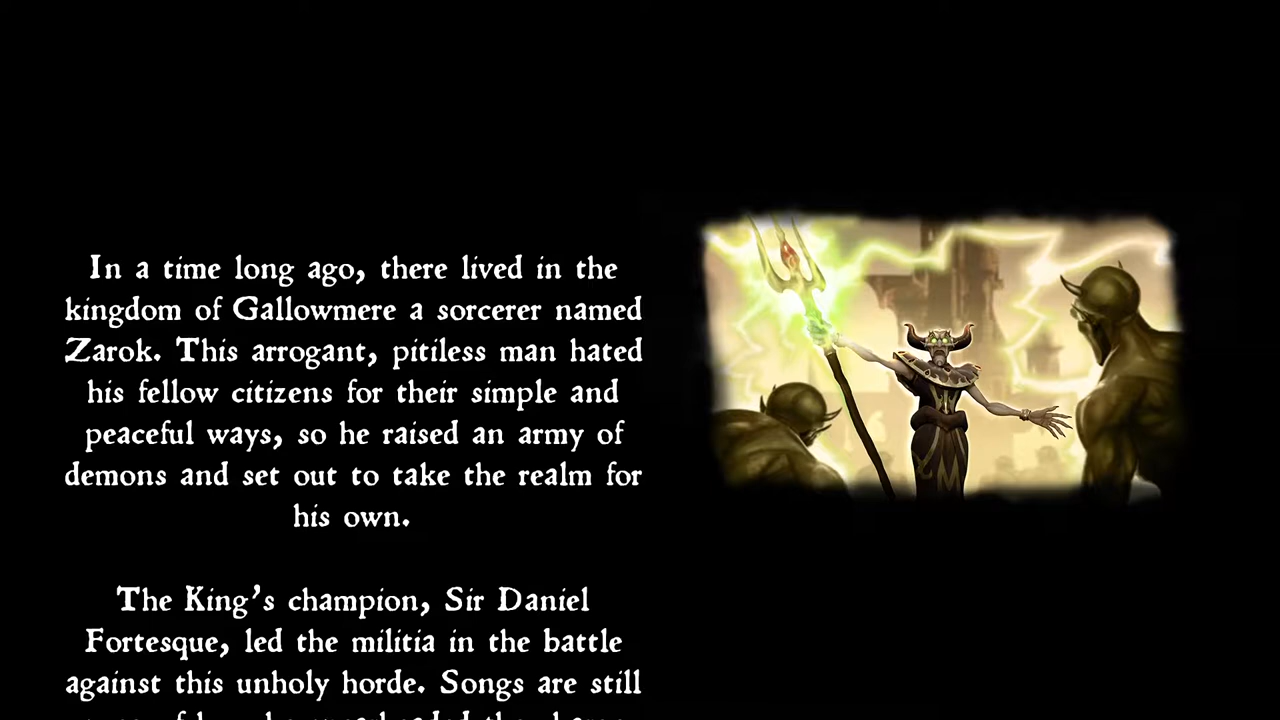 In a time long ago, there lived in the
kingdom of Gallowmere a sorcerer named
Zarok. This arrogant, pitiless man hated
his fellow citizens for their simple and
peaceful ways, so he raised an army of
demons and set out to take the realm for
his own.
The King's champion, Sir Daniel
Fortesque, led the militia in the battle
against this unholy horde. Songs are still